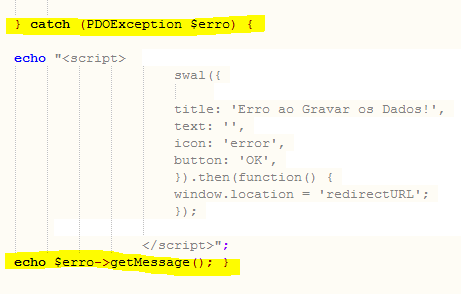 } catch (PDOException $erro) {
echo "<script>
swal({
title: 'Erro ao Gravar os Dados!',
text: '',
icon: 'error',
button: 'OK',
}).then(function() {
window.location = 'redirectURL';
});
</script>";
echo $erro->getMessage(); }